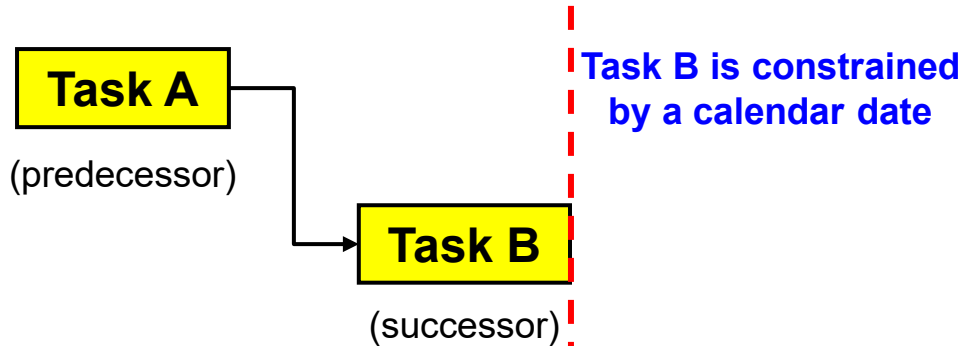 Task A
(predecessor)
Task B is constrained
by a calendar date
Task B
(successor)